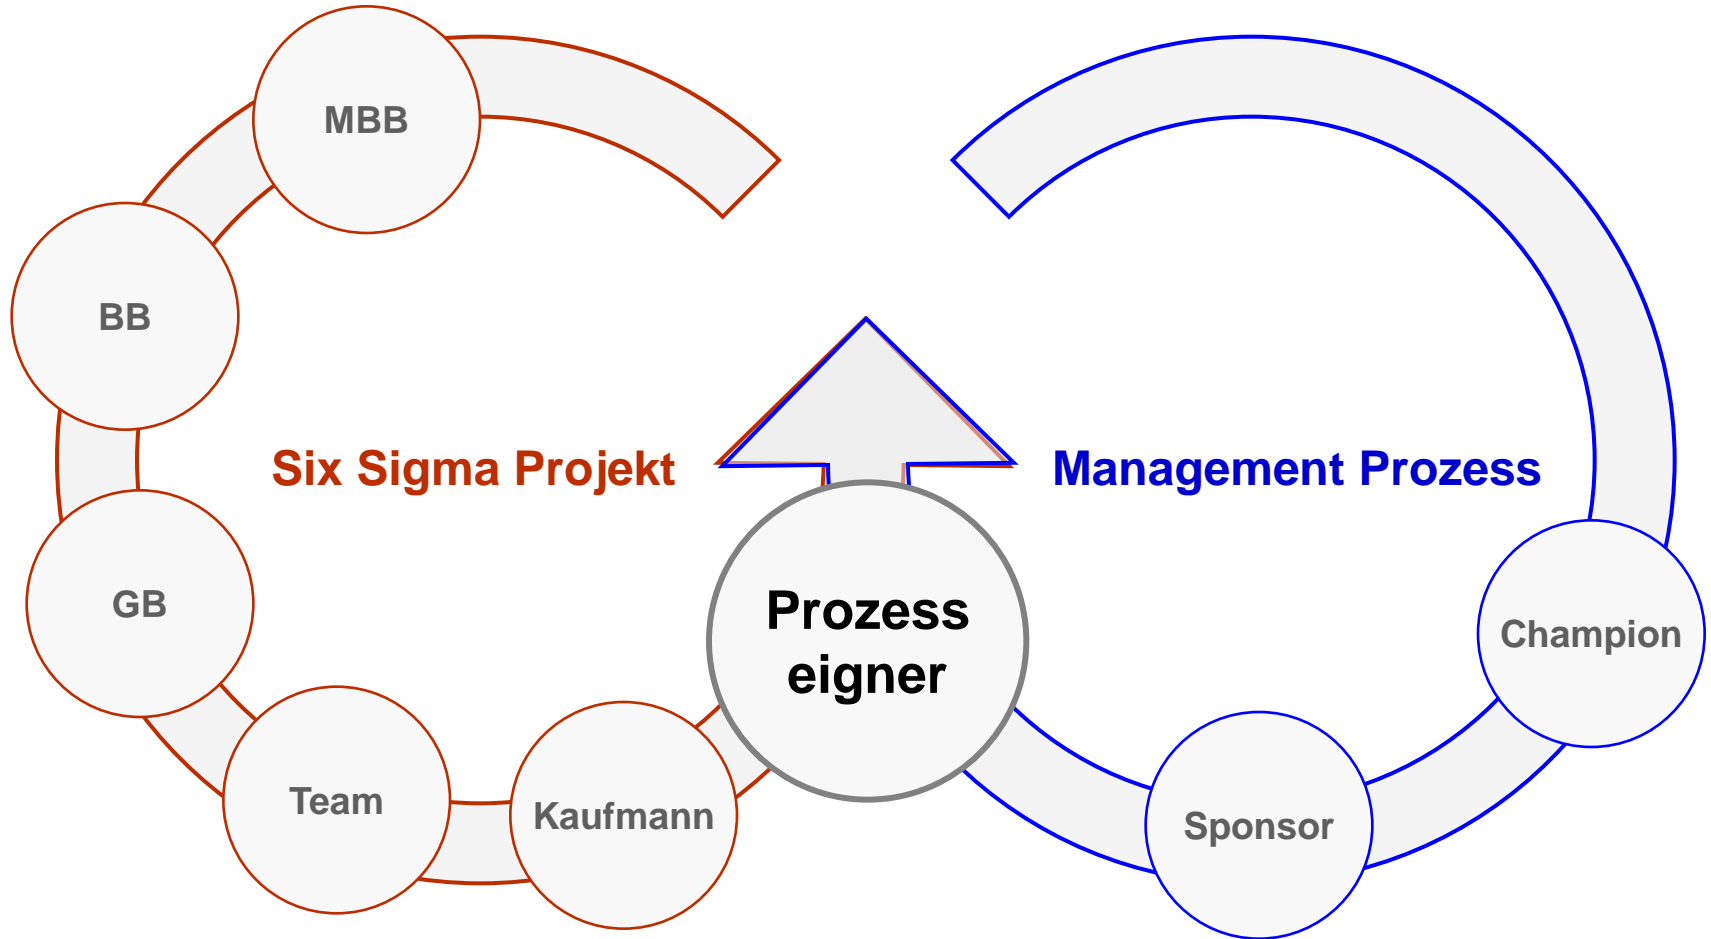 MBB
BB
Six Sigma Projekt
Management Prozess
GB
Prozess
eigner
Champion
Team
Kaufmann
Sponsor